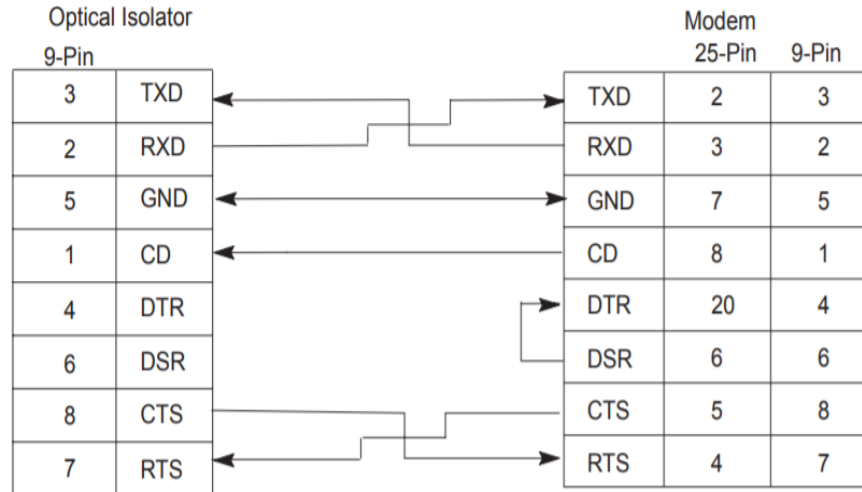 Optical Isolator Modem
9-Pin 25-Pin 9-Pin
3 TXD TXD 2 3
2 RXD RXD 3 2
5 GND GND 7 5
1 CD CD 8 1
4 DTR DTR 20 4
6 DSR DSR 6 6
8 CTS CTS 5 8
7 RTS RTS 4 7